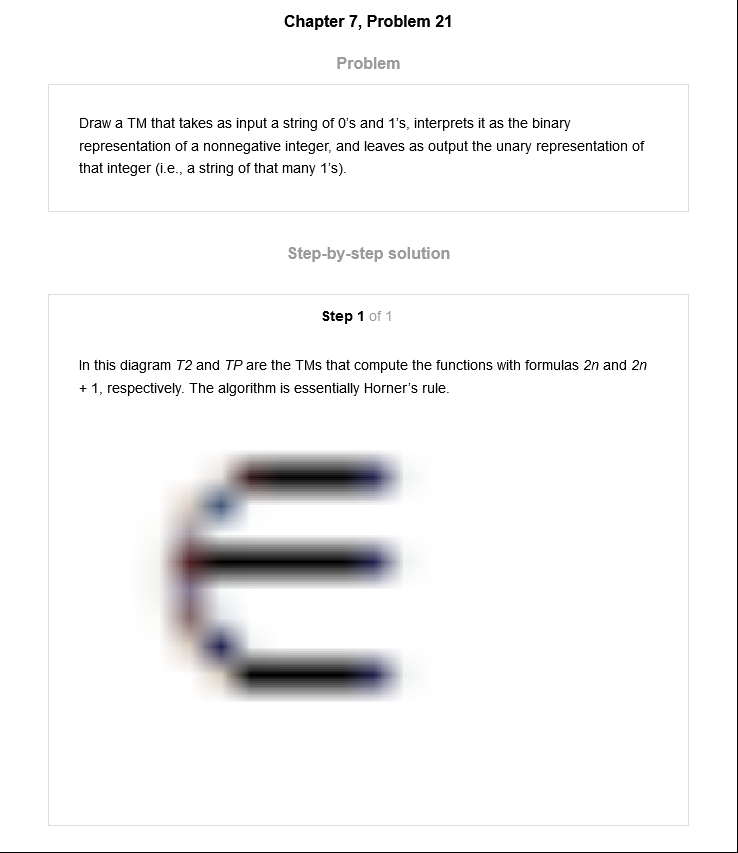 Chapter 7, Problem 21
Problem
Draw a TM that takes as input a string of 0’s and 1’s, interprets it as the binary
representation of a nonnegative integer, and leaves as output the unary representation of
that integer (i.e., a string of that many 1’s).
Step-by-step solution
Step 1 of 1
In this diagram T2 and TP are the TMs that compute the functions with formulas 2n and 2n
+ 1, respectively. The algorithm is essentially Horner’s rule.
∈